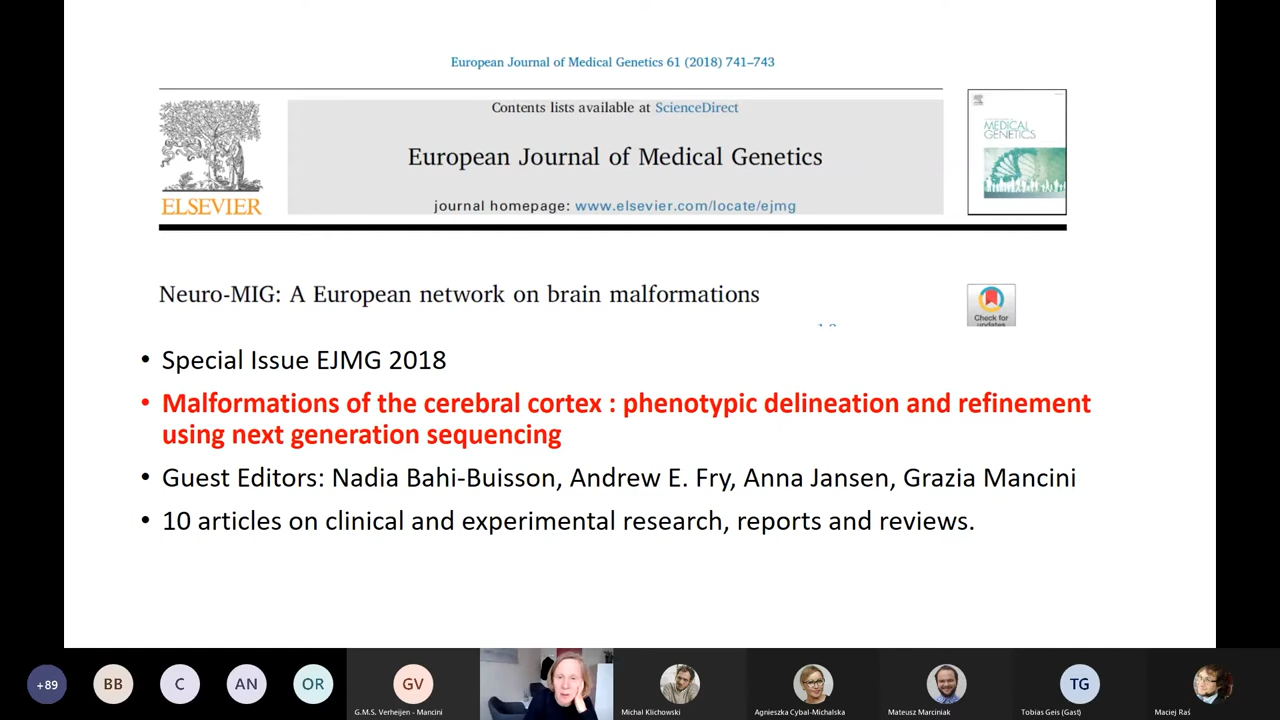 European Journal of Medical Genetics 61 (2018) 741–743
Contents lists available at ScienceDirect
European Journal of Medical Genetics
journal homepage: www.elsevier.com/locate/ejmg
ELSEVIER
MEDICAL
GENETICS
Neuro-MIG: A European network on brain malformations
Check for
updates
• Special Issue EJMG 2018
• Malformations of the cerebral cortex : phenotypic delineation and refinement
using next generation sequencing
• Guest Editors: Nadia Bahi-Buisson, Andrew E. Fry, Anna Jansen, Grazia Mancini
• 10 articles on clinical and experimental research, reports and reviews.
+89
BB
C
AN
OR
GV
TG
G.M.S. Verheijen - Mancini
Michał Klichowski
Agnieszka Cybal-Michalska
Mateusz Marciniak
Tobias Geis (Gast)
Maciej Raś